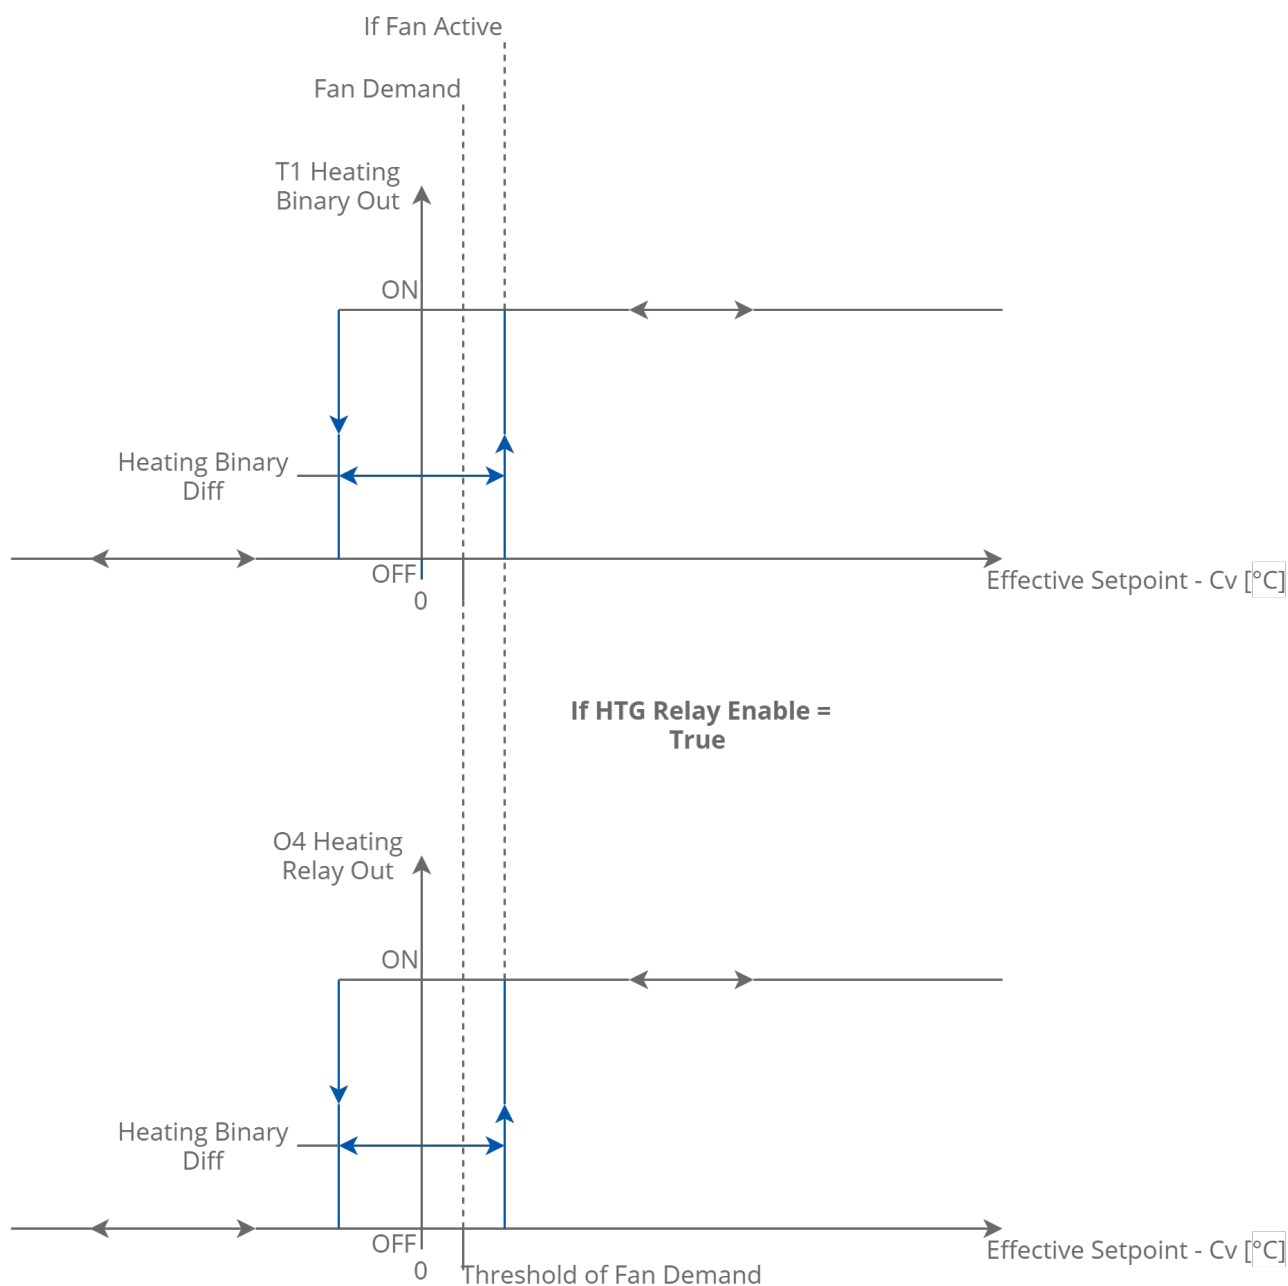 If Fan Active
Fan Demand
T1 Heating
Binary Out
ON
Heating Binary
Diff
OFF
0
Effective Setpoint - Cv [°C]
If HTG Relay Enable =
True
O4 Heating
Relay Out
ON
Heating Binary
Diff
OFF
0
Effective Setpoint - Cv [°C]
Threshold of Fan Demand